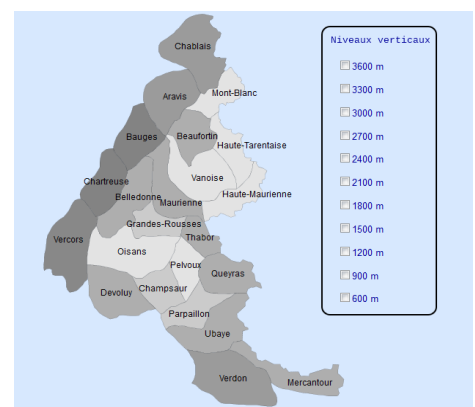 Chablais
Mont-Blanc
Aravis
Beaufortin
Bauges
Haute-Tarentaise
Vanoise
Chartreuse
Haute-Maurienne
Belledonne
Maurienne
Grandes-Rousses
Thabor
Vercors
Oisans
Pelvoux
Queyras
Devoluy
Champsaur
Parpaillon
Ubaye
Verdon
Mercantour
Niveaux verticaux
3600 m
3300 m
3000 m
2700 m
2400 m
2100 m
1800 m
1500 m
1200 m
900 m
600 m